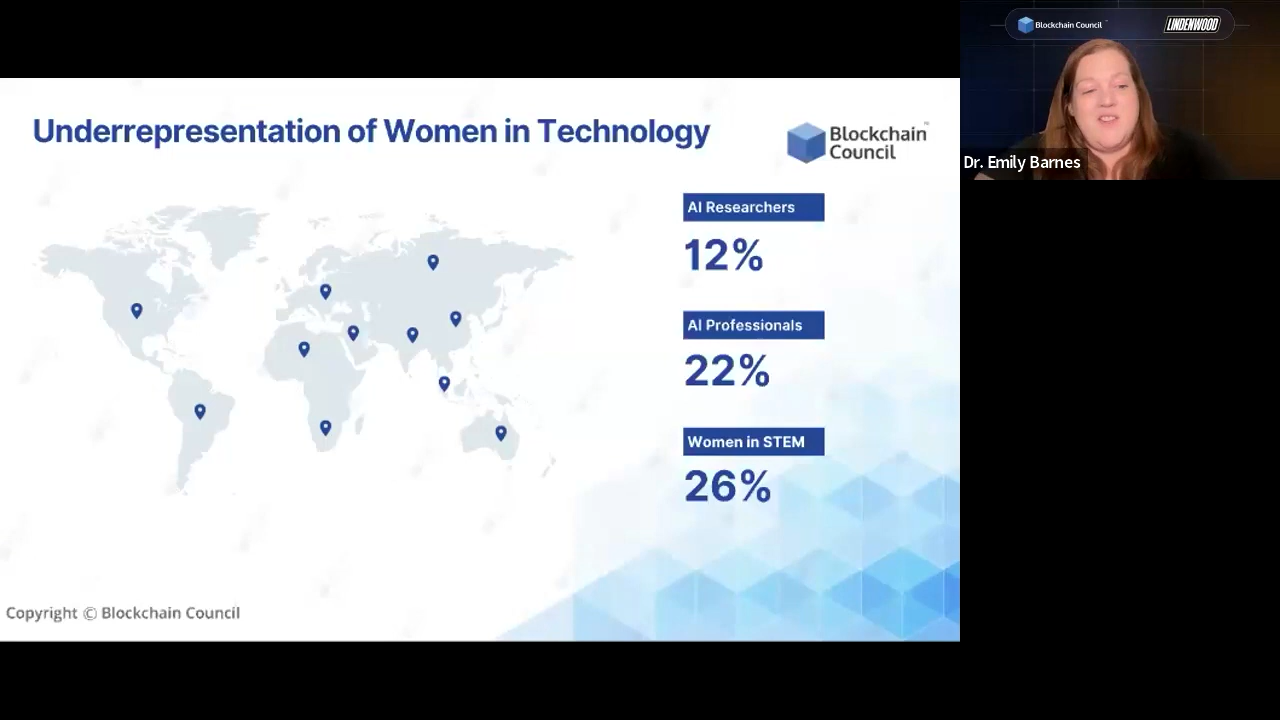 Underrepresentation of Women in Technology
Blockchain
Council
™
AI Researchers
12%
AI Professionals
22%
Women in STEM
26%
Copyright © Blockchain Council
Blockchain Council
LINDENWOOD
Dr. Emily Barnes